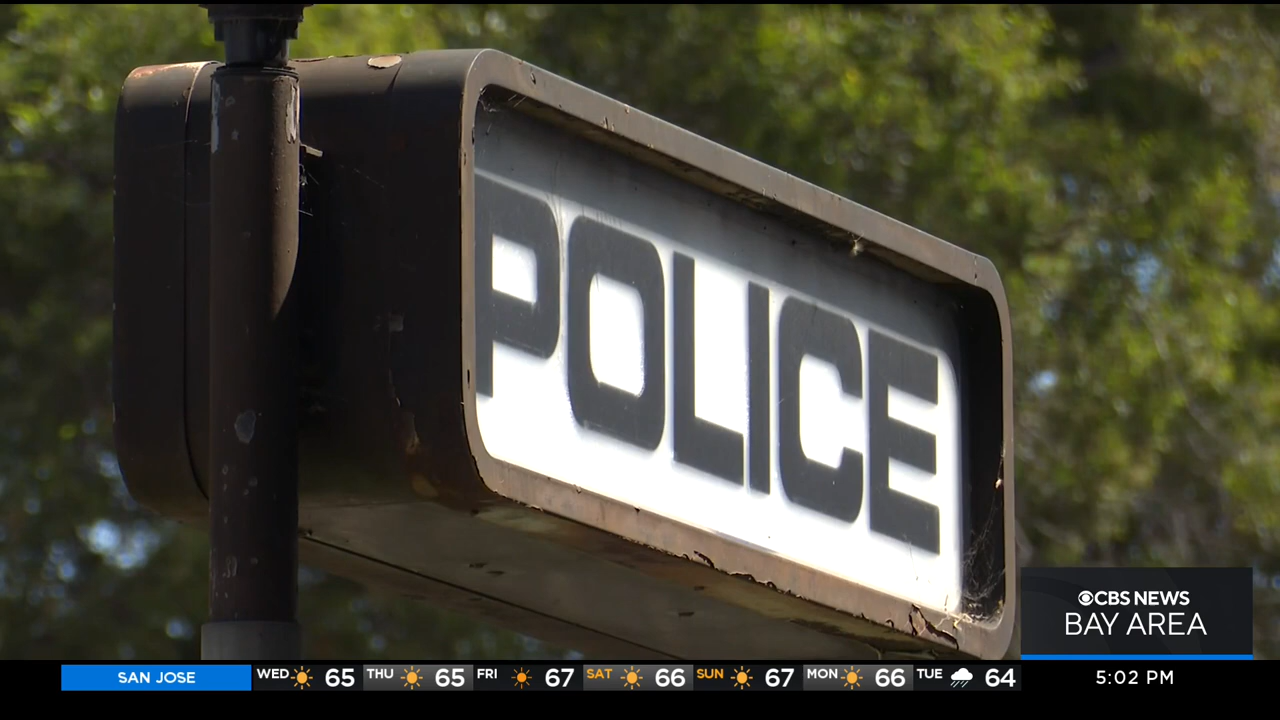 POLICE
CBS NEWS
BAY AREA
SAN JOSE WED 65 THU 65 FRI 67 SAT 66 SUN 67 MON 66 TUE 64 5:02 PM